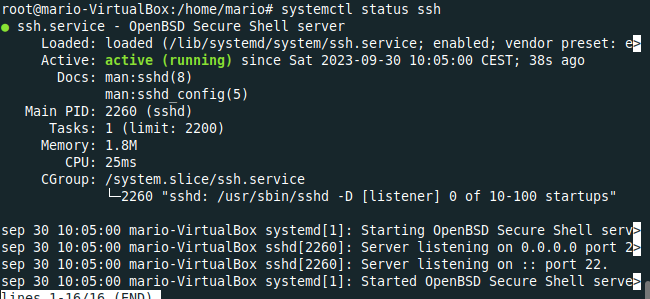 root@mario-VirtualBox:/home/mario# systemctl status ssh
● ssh.service - OpenBSD Secure Shell server
     Loaded: loaded (/lib/systemd/system/ssh.service; enabled; vendor preset: e>
     Active: active (running) since Sat 2023-09-30 10:05:00 CEST; 38s ago
       Docs: man:sshd(8)
             man:sshd_config(5)
   Main PID: 2260 (sshd)
      Tasks: 1 (limit: 2200)
     Memory: 1.8M
        CPU: 25ms
     CGroup: /system.slice/ssh.service
             └─2260 "sshd: /usr/sbin/sshd -D [listener] 0 of 10-100 startups"

sep 30 10:05:00 mario-VirtualBox systemd[1]: Starting OpenBSD Secure Shell serv>
sep 30 10:05:00 mario-VirtualBox sshd[2260]: Server listening on 0.0.0.0 port 2>
sep 30 10:05:00 mario-VirtualBox sshd[2260]: Server listening on :: port 22.
sep 30 10:05:00 mario-VirtualBox systemd[1]: Started OpenBSD Secure Shell serve>
lines 1-16/16 (END)